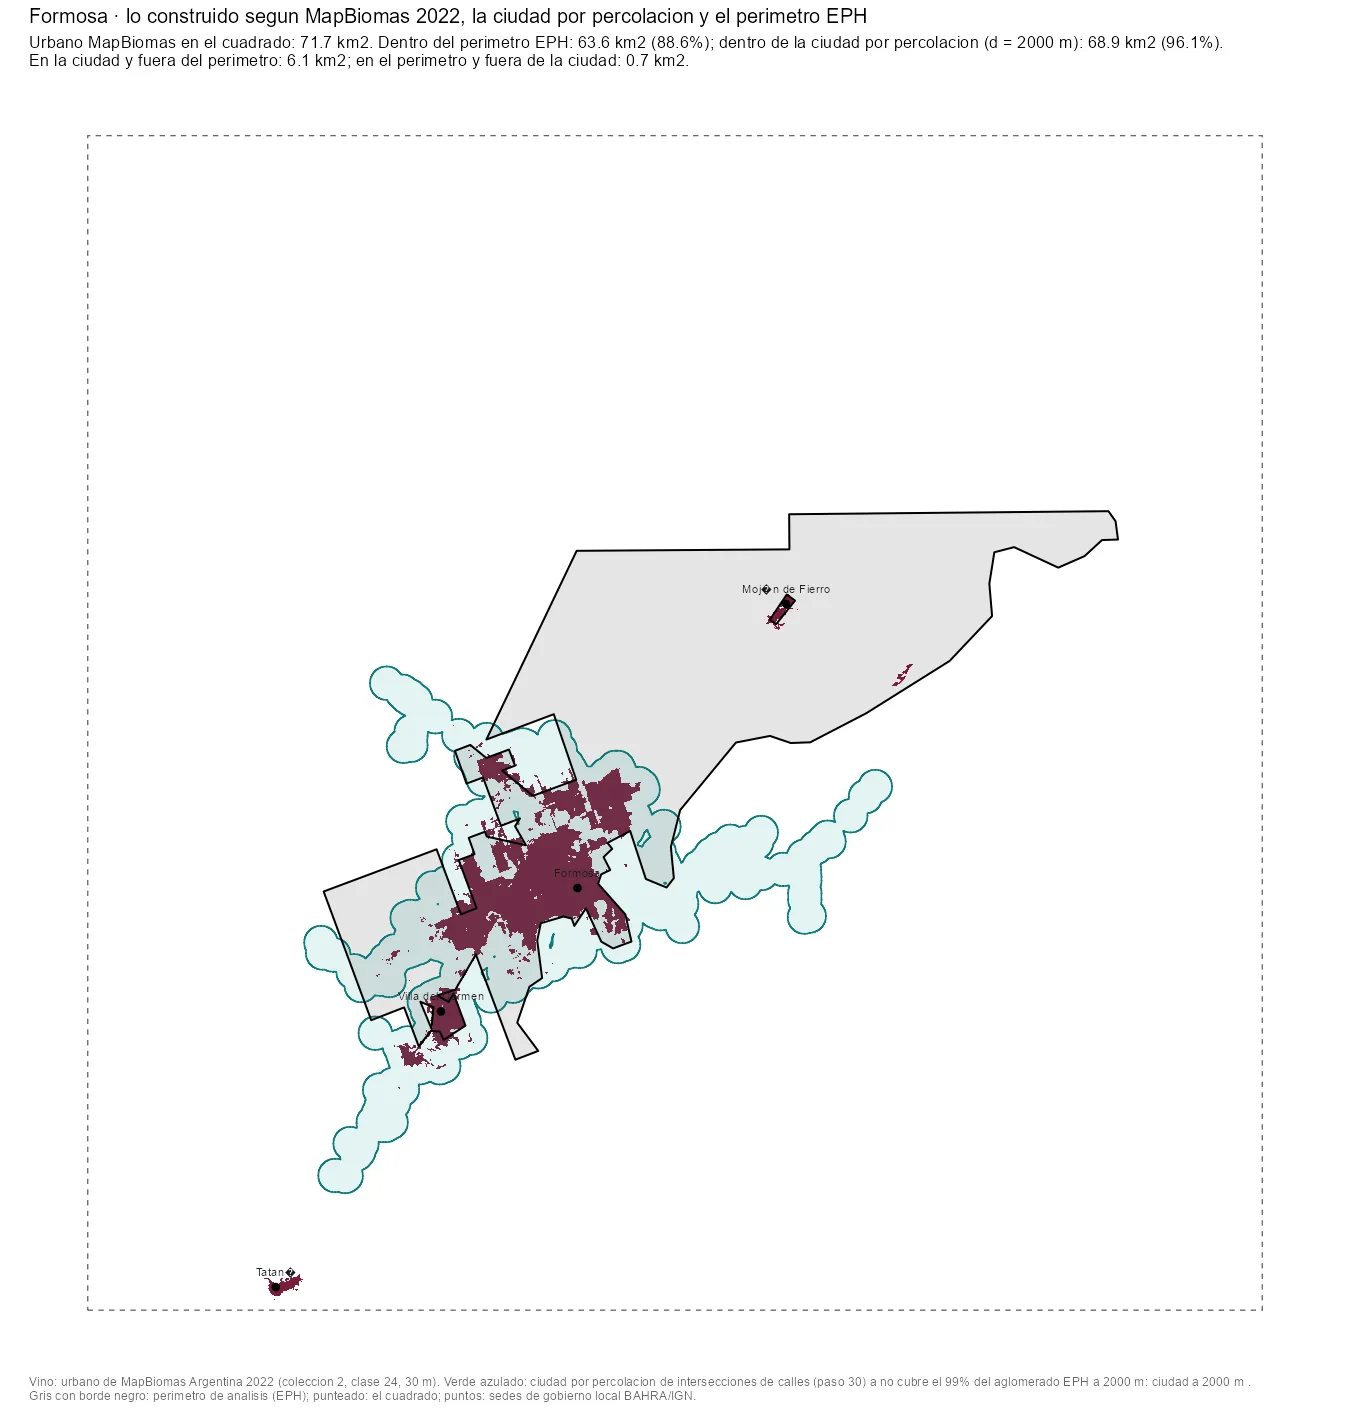 Formosa · lo construido segun MapBiomas 2022, la ciudad por percolacion y el perimetro EPH
Urbano MapBiomas en el cuadrado: 71.7 km2. Dentro del perimetro EPH: 63.6 km2 (88.6%); dentro de la ciudad por percolacion (d = 2000 m): 68.9 km2 (96.1%).
En la ciudad y fuera del perimetro: 6.1 km2; en el perimetro y fuera de la ciudad: 0.7 km2.
Moj�n de Fierro
Formosa
Villa del Carmen
Tatan�
Vino: urbano de MapBiomas Argentina 2022 (coleccion 2, clase 24, 30 m). Verde azulado: ciudad por percolacion de intersecciones de calles (paso 30) a no cubre el 99% del aglomerado EPH a 2000 m: ciudad a 2000 m .
Gris con borde negro: perimetro de analisis (EPH); punteado: el cuadrado; puntos: sedes de gobierno local BAHRA/IGN.